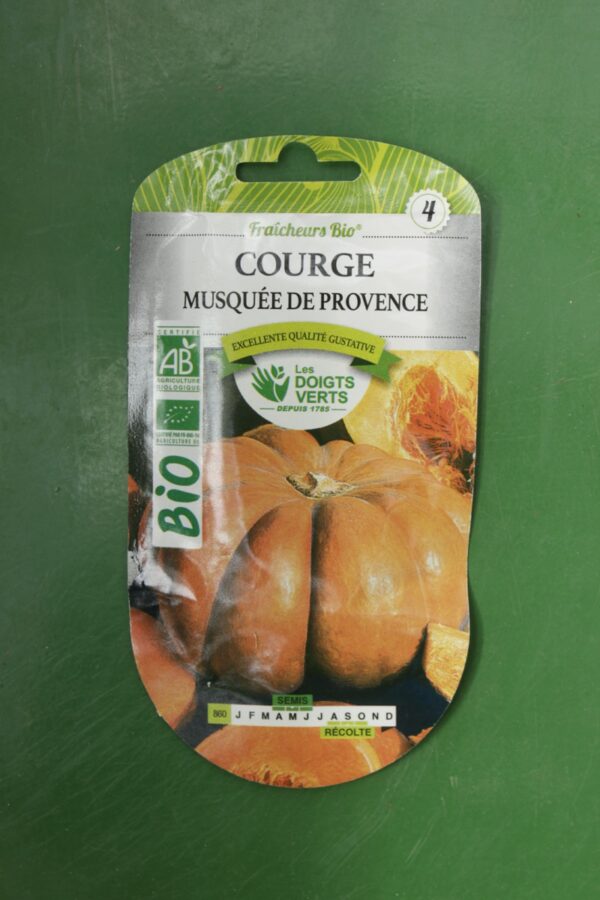 4
Fraîcheurs Bio®
COURGE
MUSQUÉE DE PROVENCE
EXCELLENTE QUALITÉ GUSTATIVE
Les
DOIGTS
VERTS
DEPUIS 1785
CERTIFIÉ
AB
AGRICULTURE
BIOLOGIQUE
BIO
SEMIS
860 J F M A M J J A S O N D
RÉCOLTE